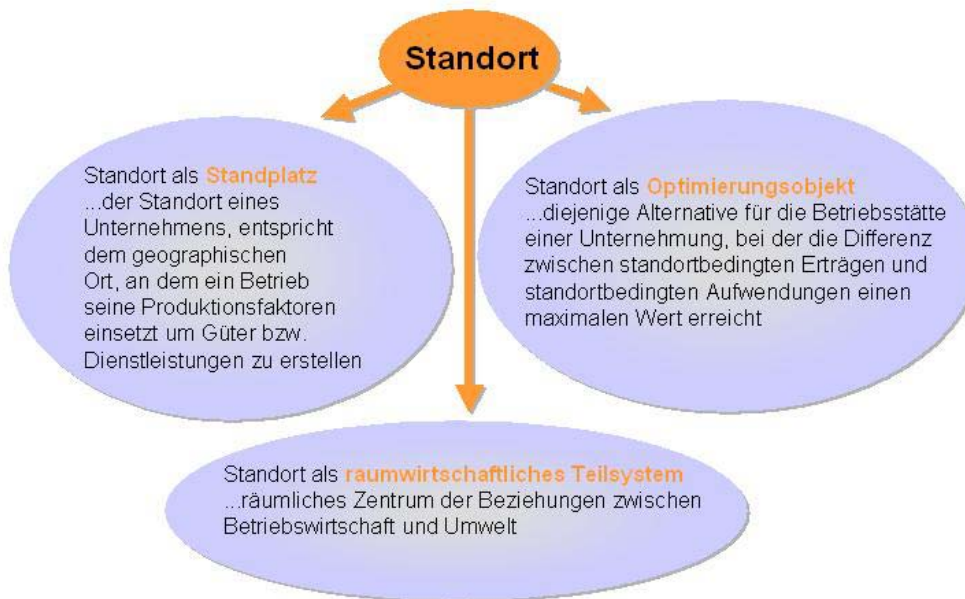 Standort
Standort als Standplatz
...der Standort eines
Unternehmens, entspricht
dem geographischen
Ort, an dem ein Betrieb
seine Produktionsfaktoren
einsetzt um Güter bzw.
Dienstleistungen zu erstellen
Standort als Optimierungsobjekt
...diejenige Alternative für die Betriebsstätte
einer Unternehmung, bei der die Differenz
zwischen standortbedingten Erträgen und
standortbedingten Aufwendungen einen
maximalen Wert erreicht
Standort als raumwirtschaftliches Teilsystem
...räumliches Zentrum der Beziehungen zwischen
Betriebswirtschaft und Umwelt